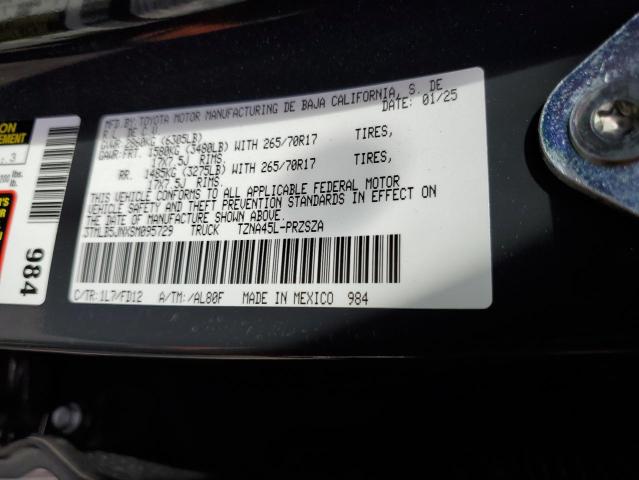 MFD.BY:TOYOTA MOTOR MANUFACTURING DE BAJA CALIFORNIA, S. DE
R.L. DE C.V. DATE: 01/25
GVWR 2860KG (6305LB)
GAWR:FRT. 1580KG (3480LB) WITH 265/70R17 TIRES,
17X7.5J RIMS.
RR. 1485KG (3275LB) WITH 265/70R17 TIRES,
17X7.5J RIMS.
THIS VEHICLE CONFORMS TO ALL APPLICABLE FEDERAL MOTOR
VEHICLE SAFETY AND THEFT PREVENTION STANDARDS IN EFFECT ON
THE DATE OF MANUFACTURE SHOWN ABOVE.
3TMLB5JNXSM095729 TRUCK TZNA45L-PRZSZA
C/TR:1L7/FD12 A/TM:/AL80F MADE IN MEXICO 984
984